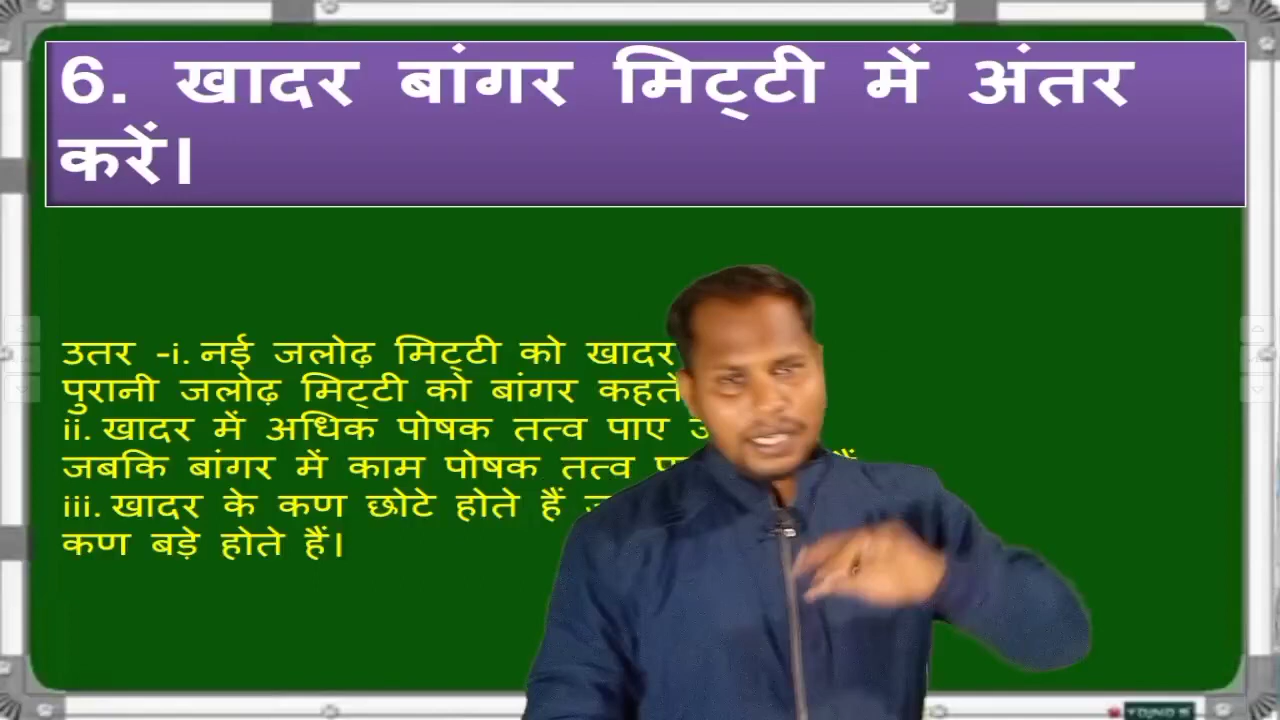 6. खादर बांगर मिट्टी में अंतर
करें।
उतर -i. नई जलोढ़ मिट्टी को खादर
पुरानी जलोढ़ मिट्टी को बांगर कहते
ii. खादर में अधिक पोषक तत्व पाए
जबकि बांगर में काम पोषक तत्व
iii. खादर के कण छोटे होते हैं
कण बड़े होते हैं।